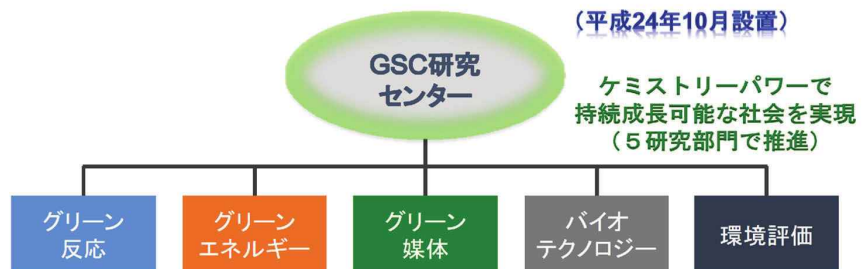 (平成24年10月設置)
GSC研究
センター
ケミストリーパワーで
持続成長可能な社会を実現
(5研究部門で推進)
グリーン
反応
グリーン
エネルギー
グリーン
媒体
バイオ
テクノロジー
環境評価